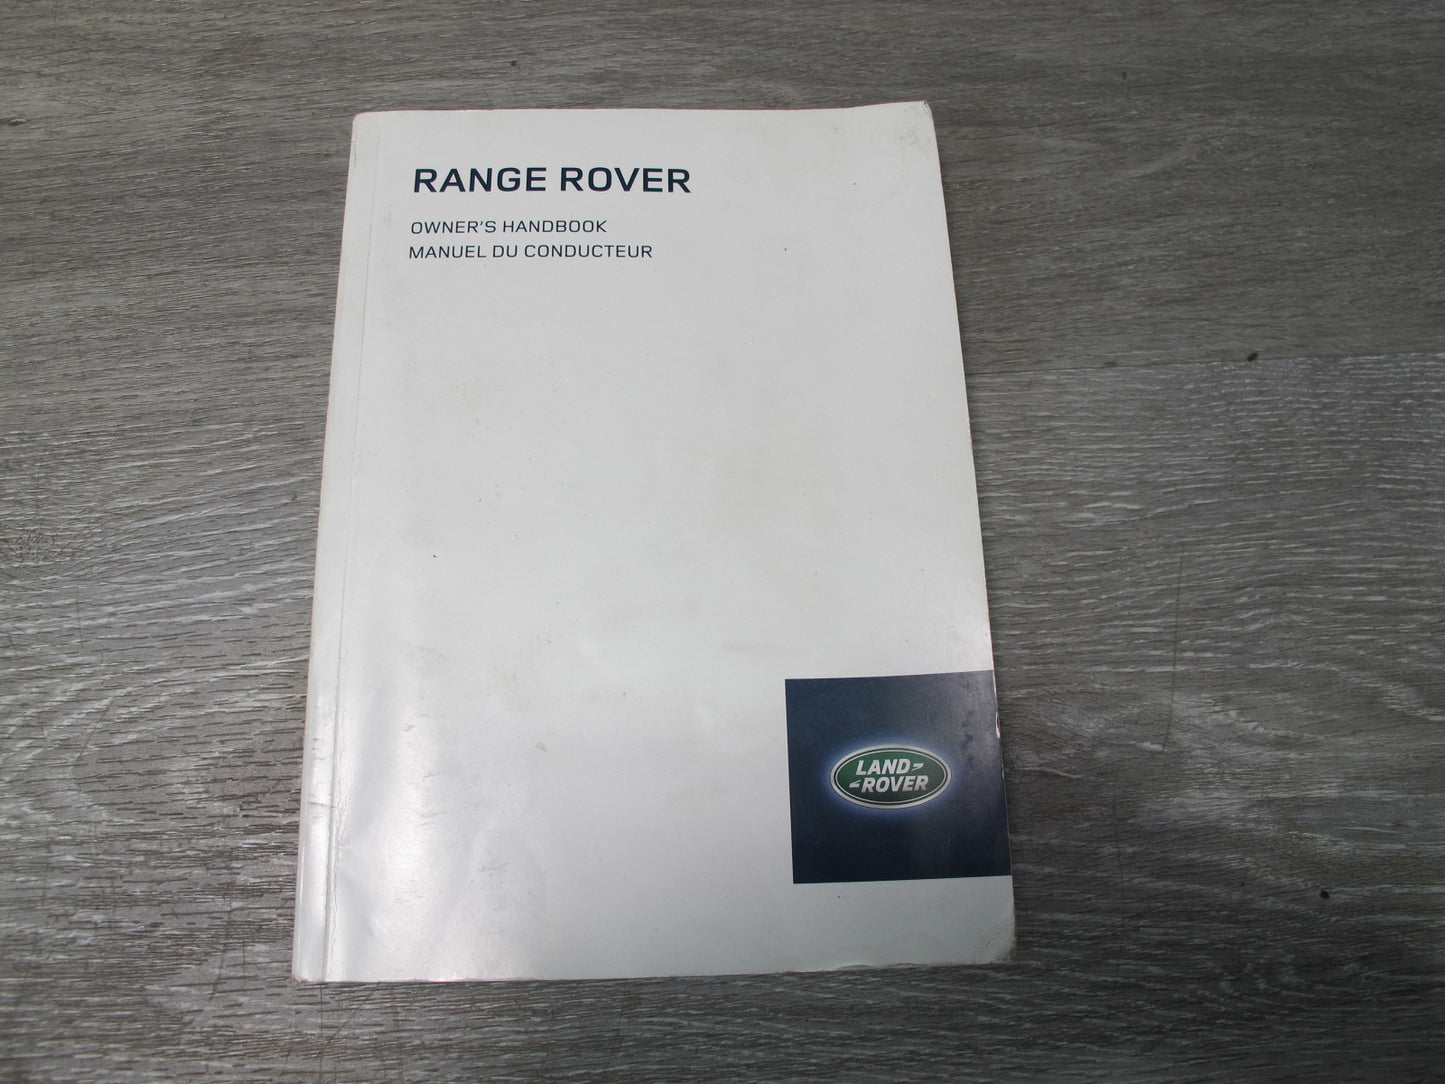 RANGE ROVER
OWNER'S HANDBOOK
MANUEL DU CONDUCTEUR
LAND
ROVER